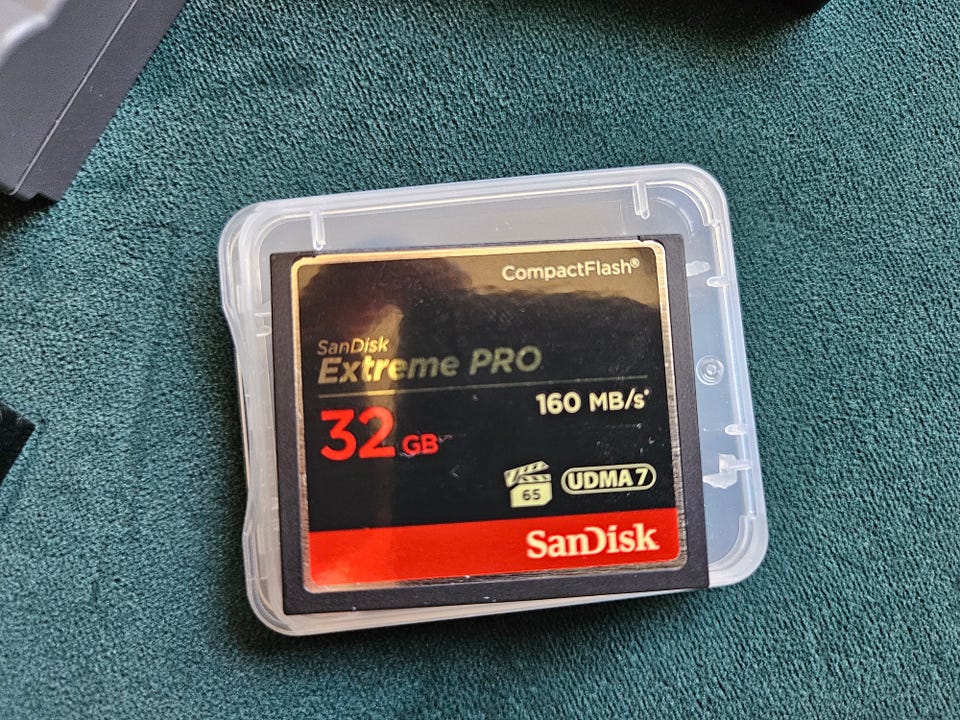 CompactFlash®
SanDisk
Extreme PRO
160 MB/s*
32 GB
65 UDMA 7
SanDisk